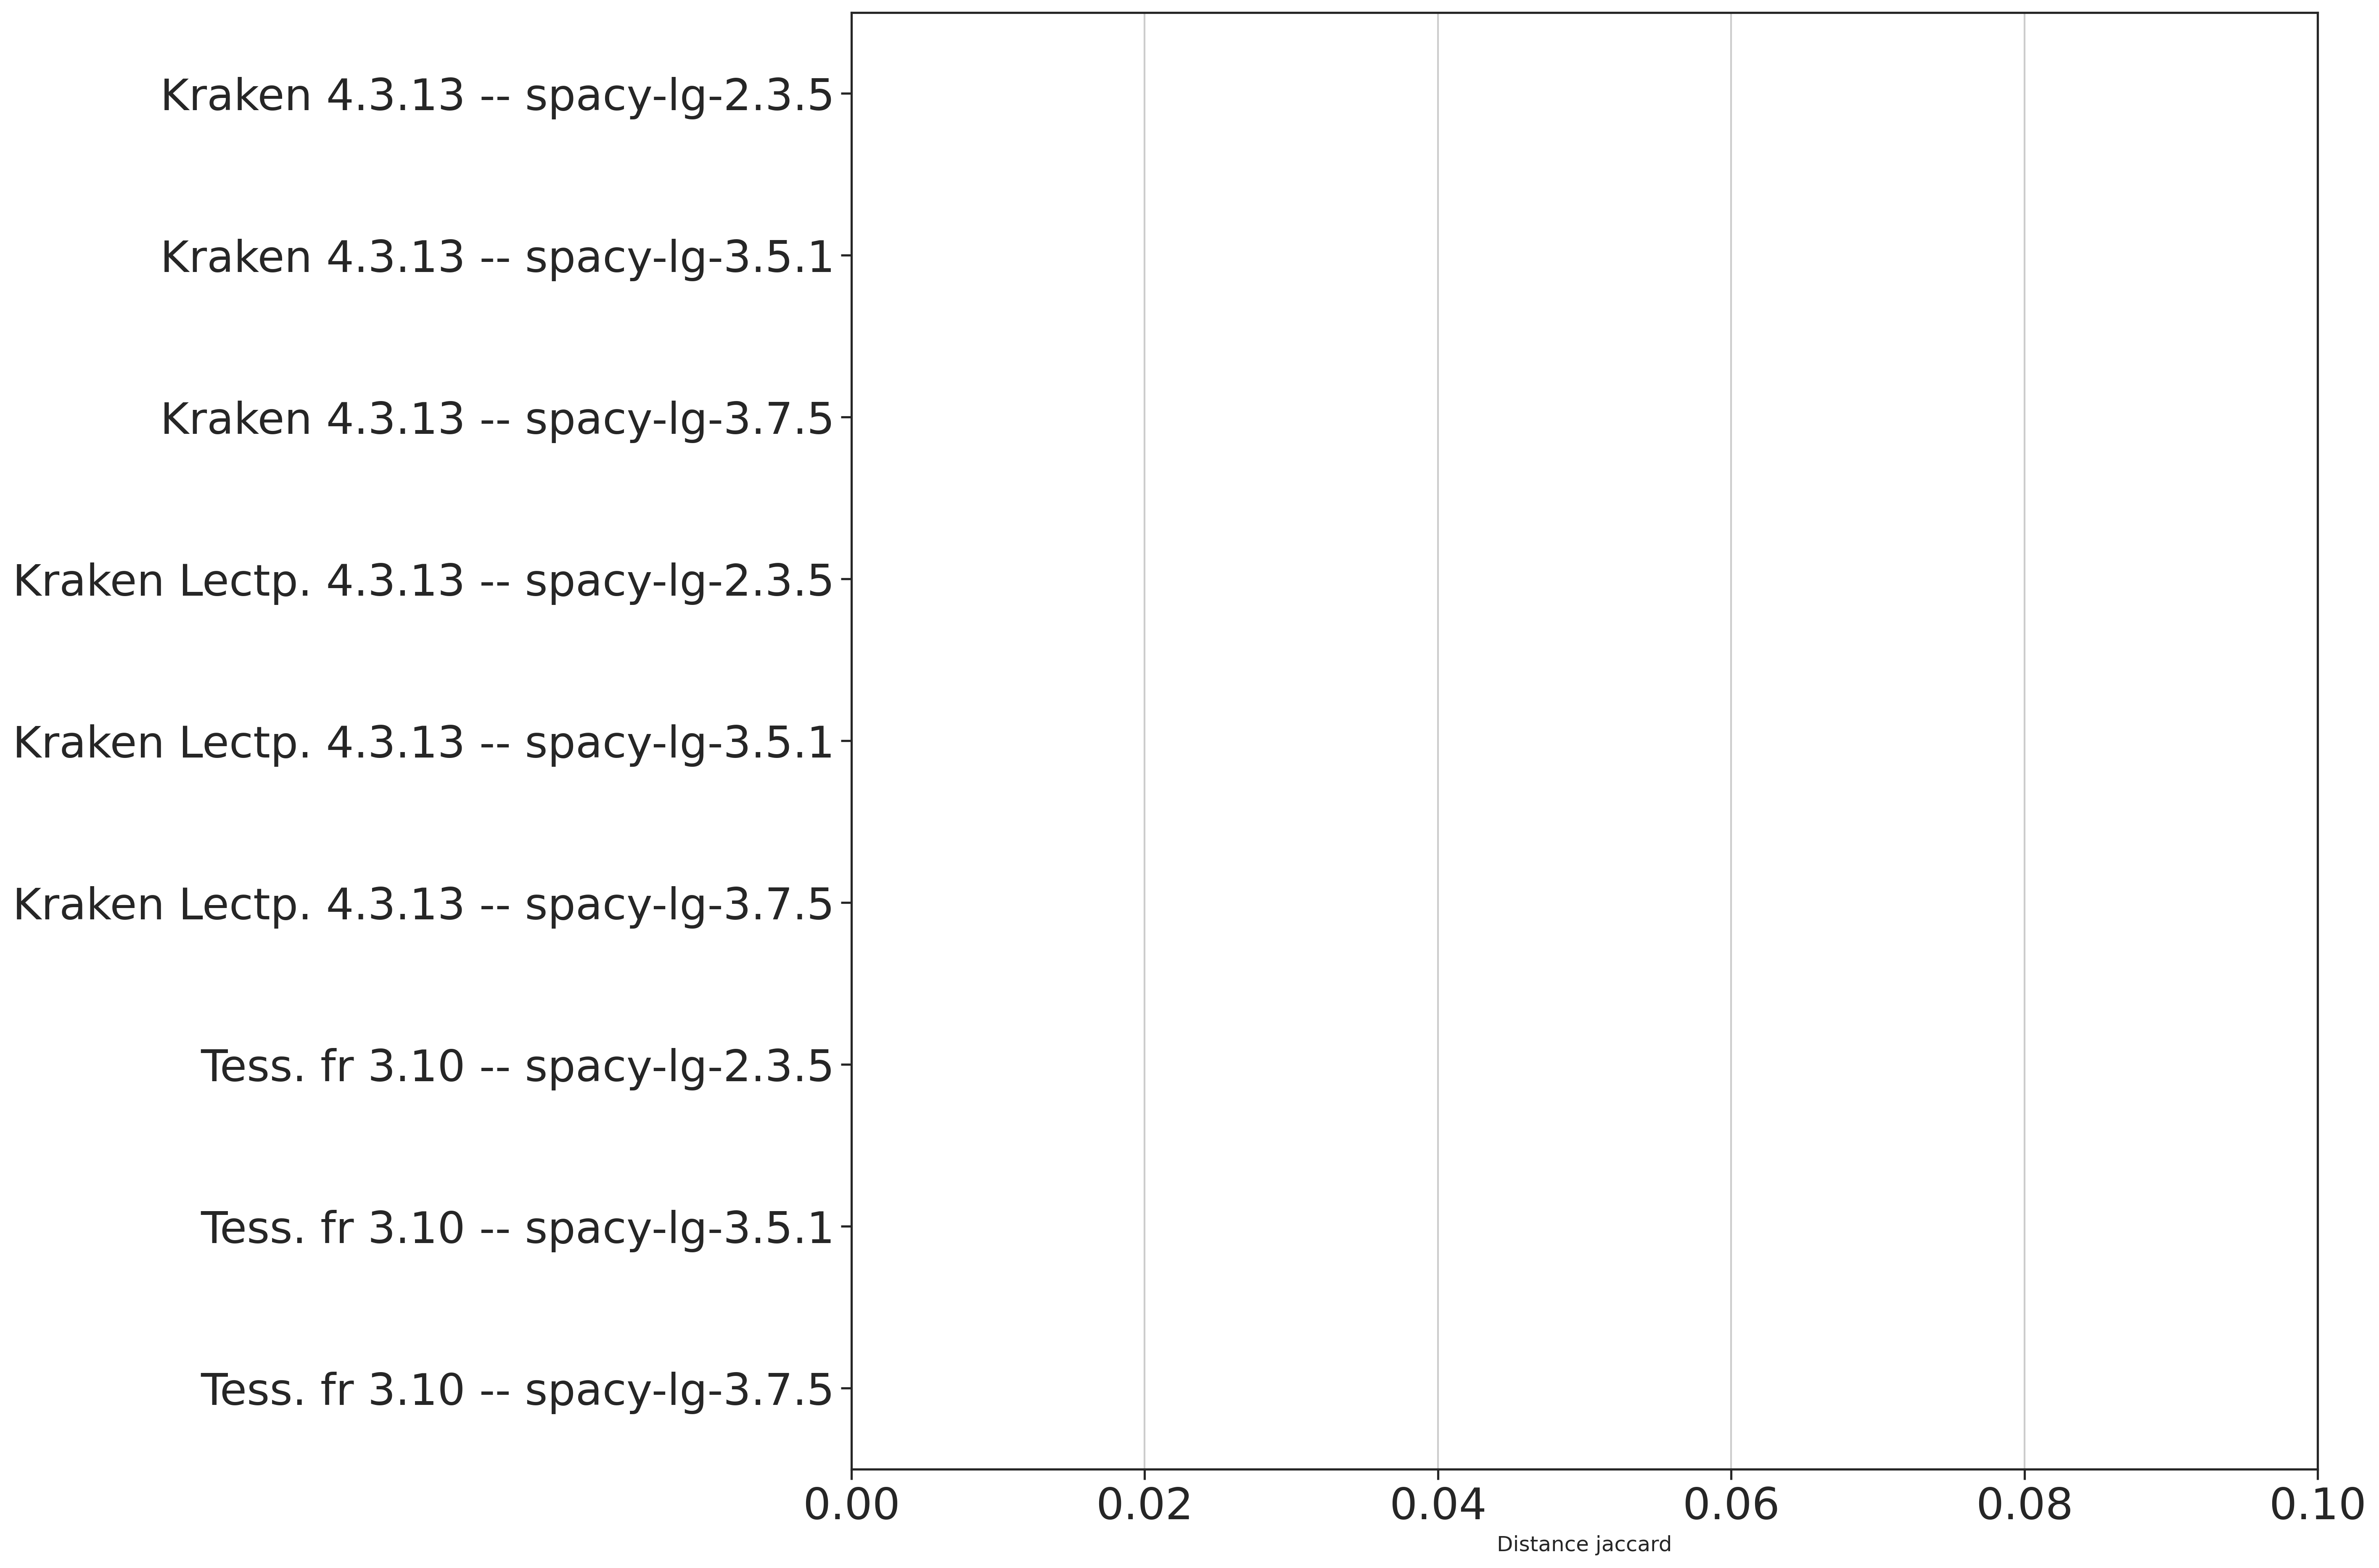 Kraken 4.3.13 -- spacy-lg-2.3.5
Kraken 4.3.13 -- spacy-lg-3.5.1
Kraken 4.3.13 -- spacy-lg-3.7.5
Kraken Lectp. 4.3.13 -- spacy-lg-2.3.5
Kraken Lectp. 4.3.13 -- spacy-lg-3.5.1
Kraken Lectp. 4.3.13 -- spacy-lg-3.7.5
Tess. fr 3.10 -- spacy-lg-2.3.5
Tess. fr 3.10 -- spacy-lg-3.5.1
Tess. fr 3.10 -- spacy-lg-3.7.5
0.00 0.02 0.04 0.06 0.08 0.10
Distance jaccard